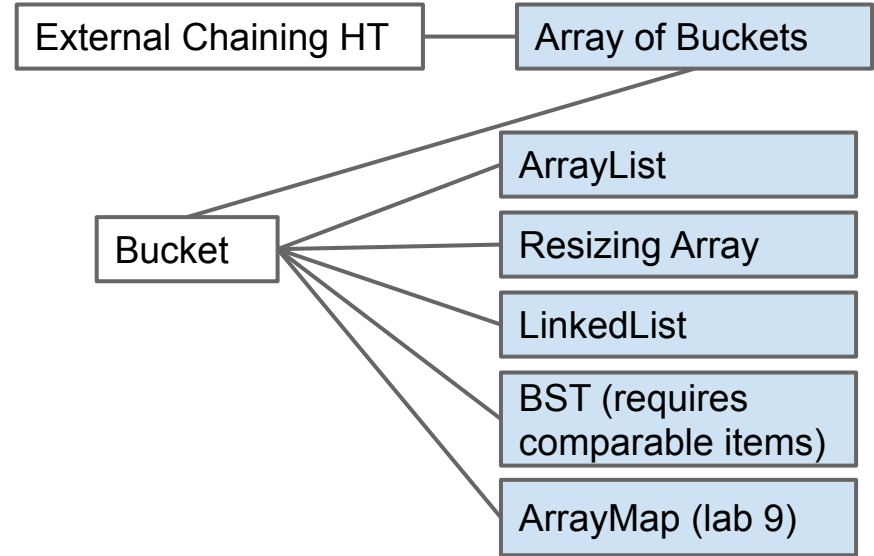 External Chaining HT
Array of Buckets
ArrayList
Bucket
Resizing Array
LinkedList
BST (requires
comparable items)
ArrayMap (lab 9)